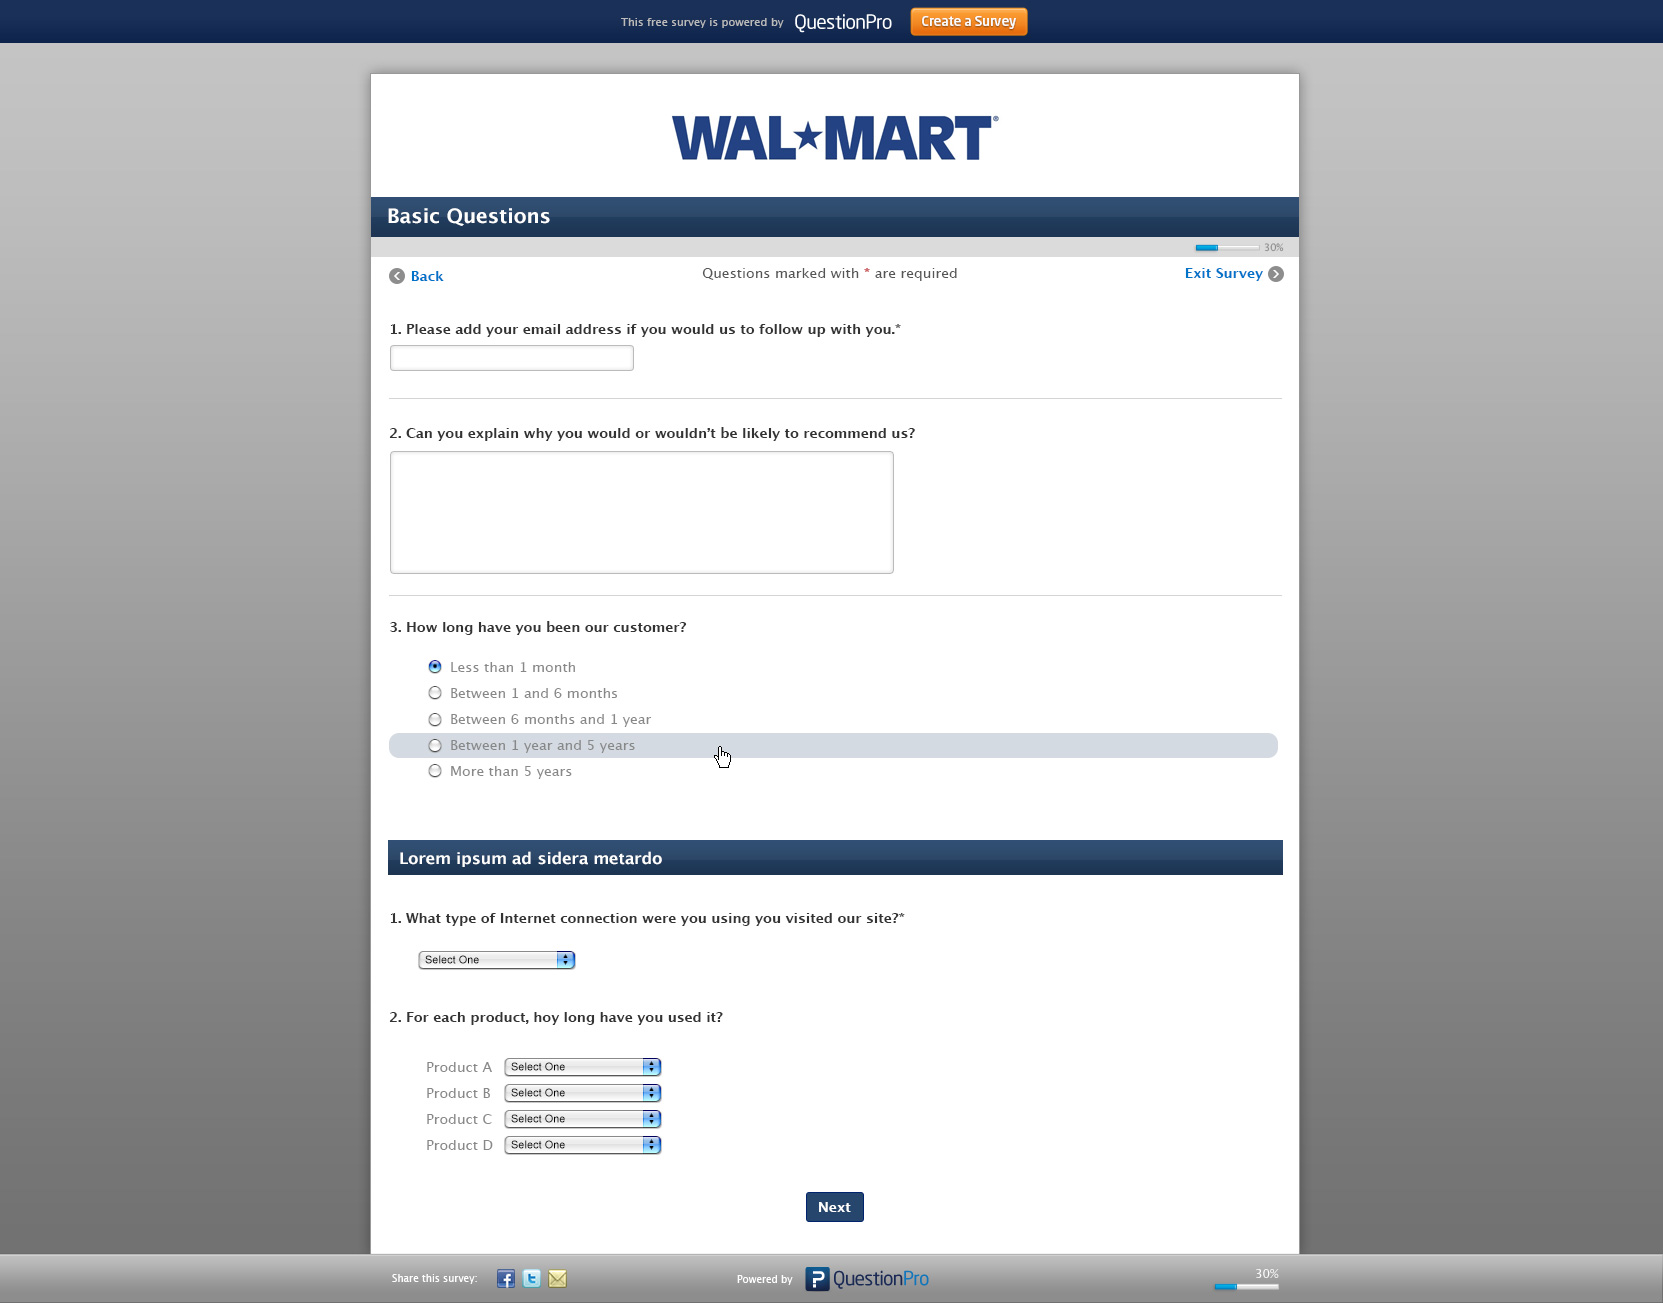 This free survey is powered by QuestionPro Create a Survey
WAL★MART®
Basic Questions
30%
Back Questions marked with * are required Exit Survey
1. Please add your email address if you would us to follow up with you.*
2. Can you explain why you would or wouldn't be likely to recommend us?
3. How long have you been our customer?
Less than 1 month
Between 1 and 6 months
Between 6 months and 1 year
Between 1 year and 5 years
More than 5 years
Lorem ipsum ad sidera metardo
1. What type of Internet connection were you using you visited our site?*
Select One
2. For each product, hoy long have you used it?
Product A Select One
Product B Select One
Product C Select One
Product D Select One
Next
Share this survey: Powered by QuestionPro 30%